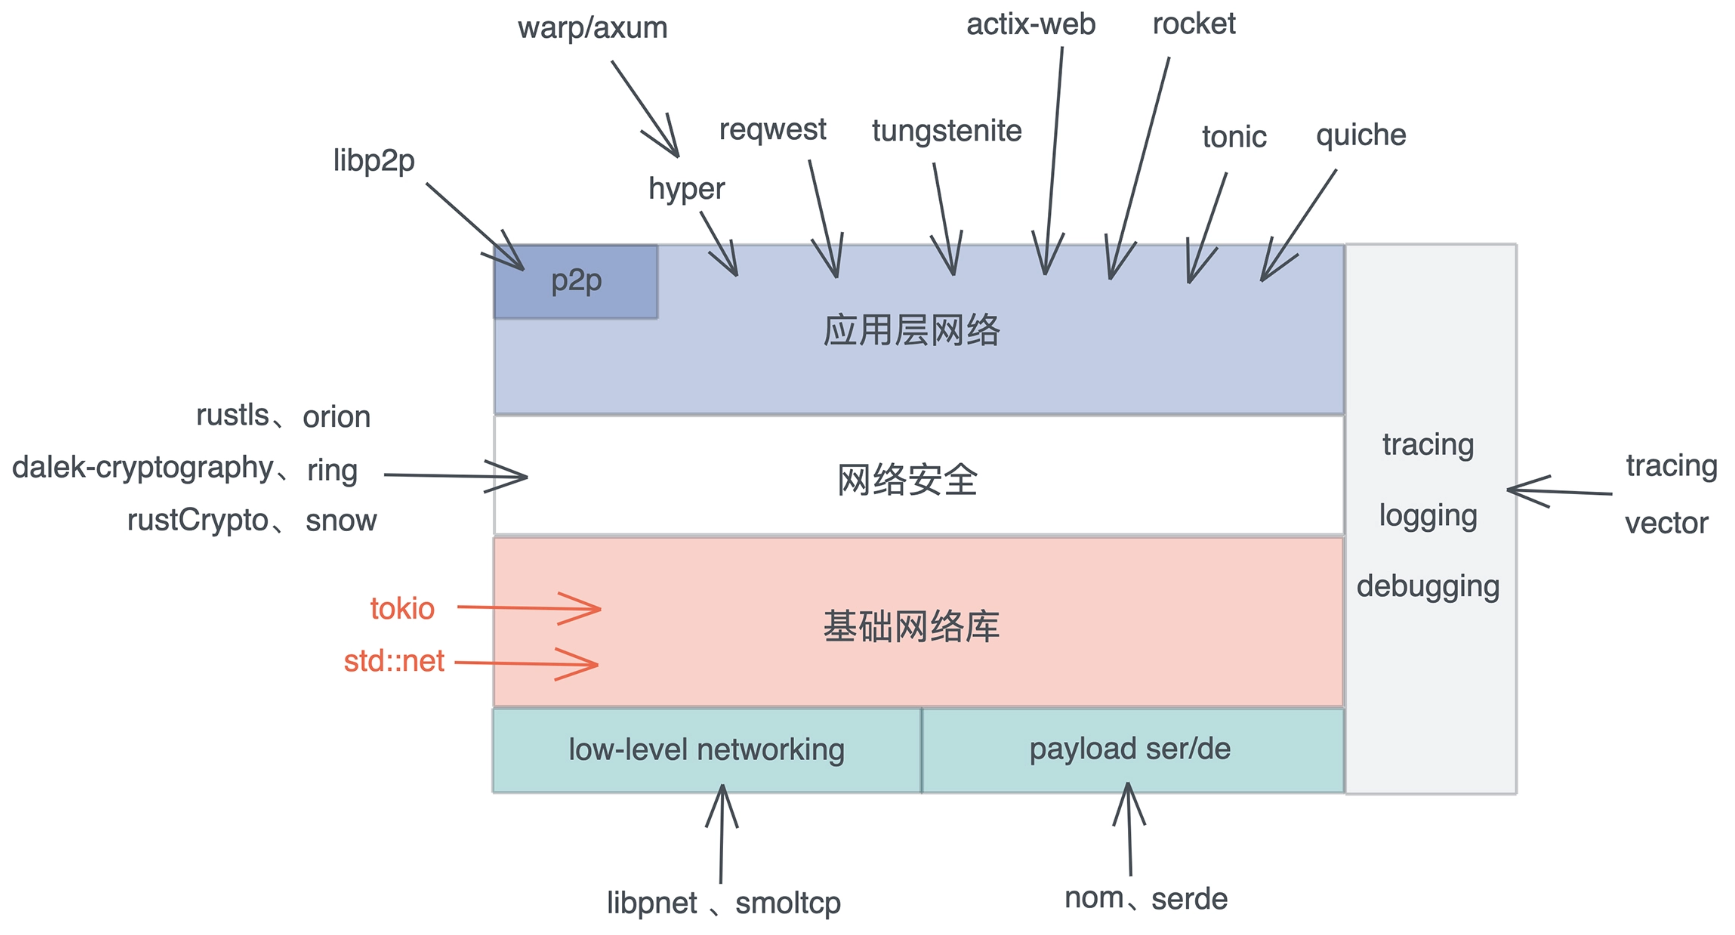 warp/axum
actix-web
rocket
reqwest
tungstenite
tonic
quiche
libp2p
hyper
p2p
应用层网络
rustls、orion
dalek-cryptography、ring
rustCrypto、snow
网络安全
tracing
logging
debugging
tracing
vector
tokio
std::net
基础网络库
low-level networking
payload ser/de
libpnet 、smoltcp
nom、serde